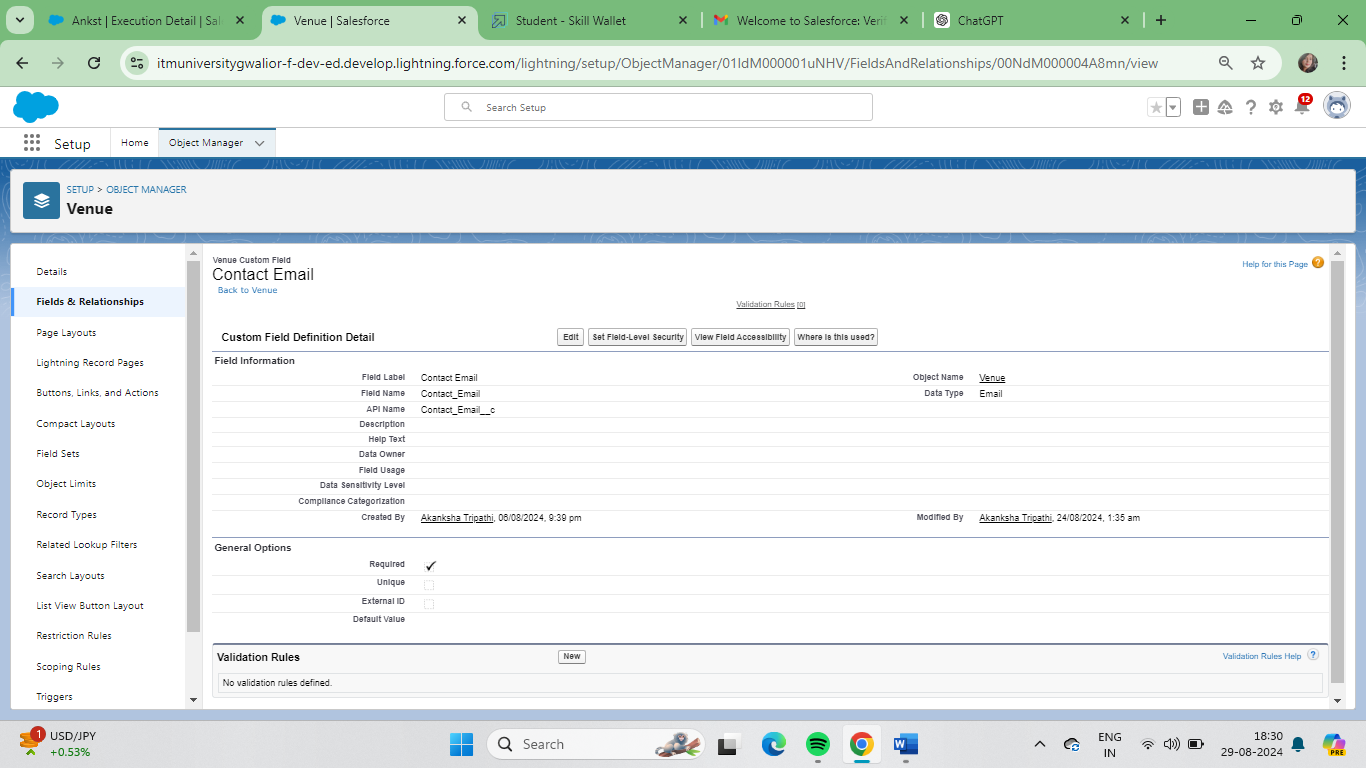 Ankst | Execution Detail | Sal
Venue | Salesforce
Student - Skill Wallet
Welcome to Salesforce: Verif
ChatGPT
itmuniversitygwalior-f-dev-ed.develop.lightning.force.com/lightning/setup/ObjectManager/01IdM000001uNHV/FieldsAndRelationships/00NdM000004A8mn/view
Search Setup
12
Setup
Home
Object Manager
SETUP > OBJECT MANAGER
Venue
Details
Fields & Relationships
Page Layouts
Lightning Record Pages
Buttons, Links, and Actions
Compact Layouts
Field Sets
Object Limits
Record Types
Related Lookup Filters
Search Layouts
List View Button Layout
Restriction Rules
Scoping Rules
Triggers
Venue Custom Field
Contact Email
Back to Venue
Help for this Page ?
Validation Rules [0]
Custom Field Definition Detail
Edit
Set Field-Level Security
View Field Accessibility
Where is this used?
Field Information
Field Label Contact Email Object Name Venue
Field Name Contact_Email Data Type Email
API Name Contact_Email__c
Description
Help Text
Data Owner
Field Usage
Data Sensitivity Level
Compliance Categorization
Created By Akanksha Tripathi, 06/08/2024, 9:39 pm Modified By Akanksha Tripathi, 24/08/2024, 1:35 am
General Options
Required
Unique
External ID
Default Value
Validation Rules New Validation Rules Help ?
No validation rules defined.
1
USD/JPY
+0.53%
Search
W
ENG
IN
18:30
29-08-2024
PRE